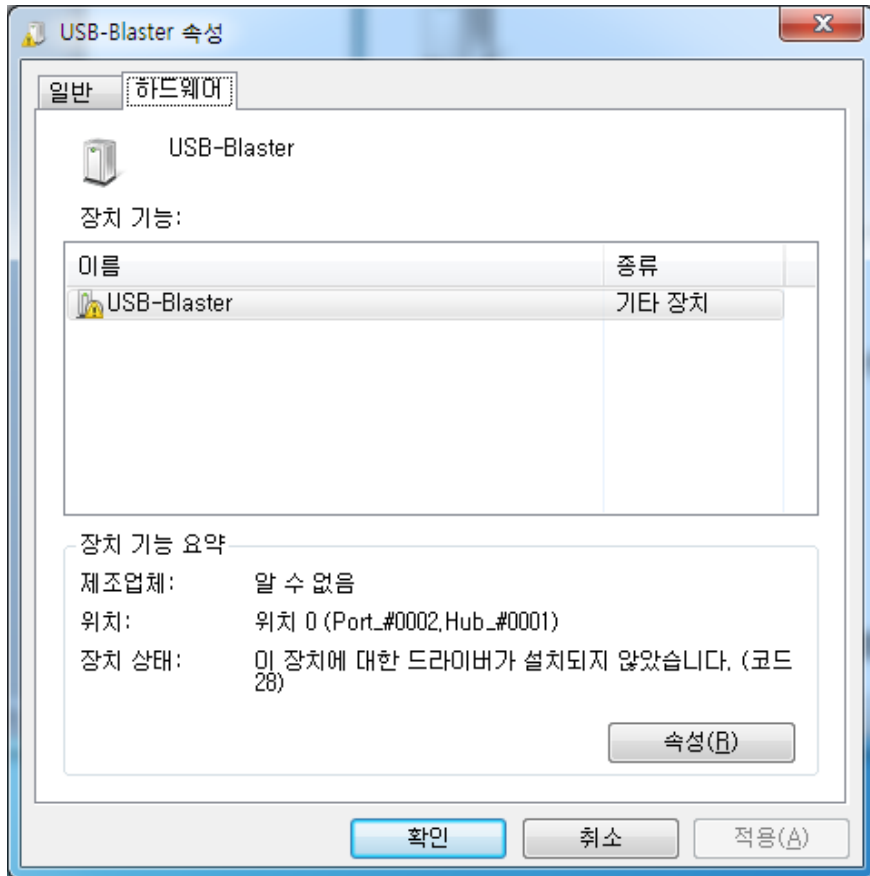 USB-Blaster 속성
일반 하드웨어
USB-Blaster
장치 기능:
이름 종류
USB-Blaster 기타 장치
장치 기능 요약
제조업체: 알 수 없음
위치: 위치 0 (Port_#0002,Hub_#0001)
장치 상태: 이 장치에 대한 드라이버가 설치되지 않았습니다. (코드
28)
속성(R)
확인 취소 적용(A)